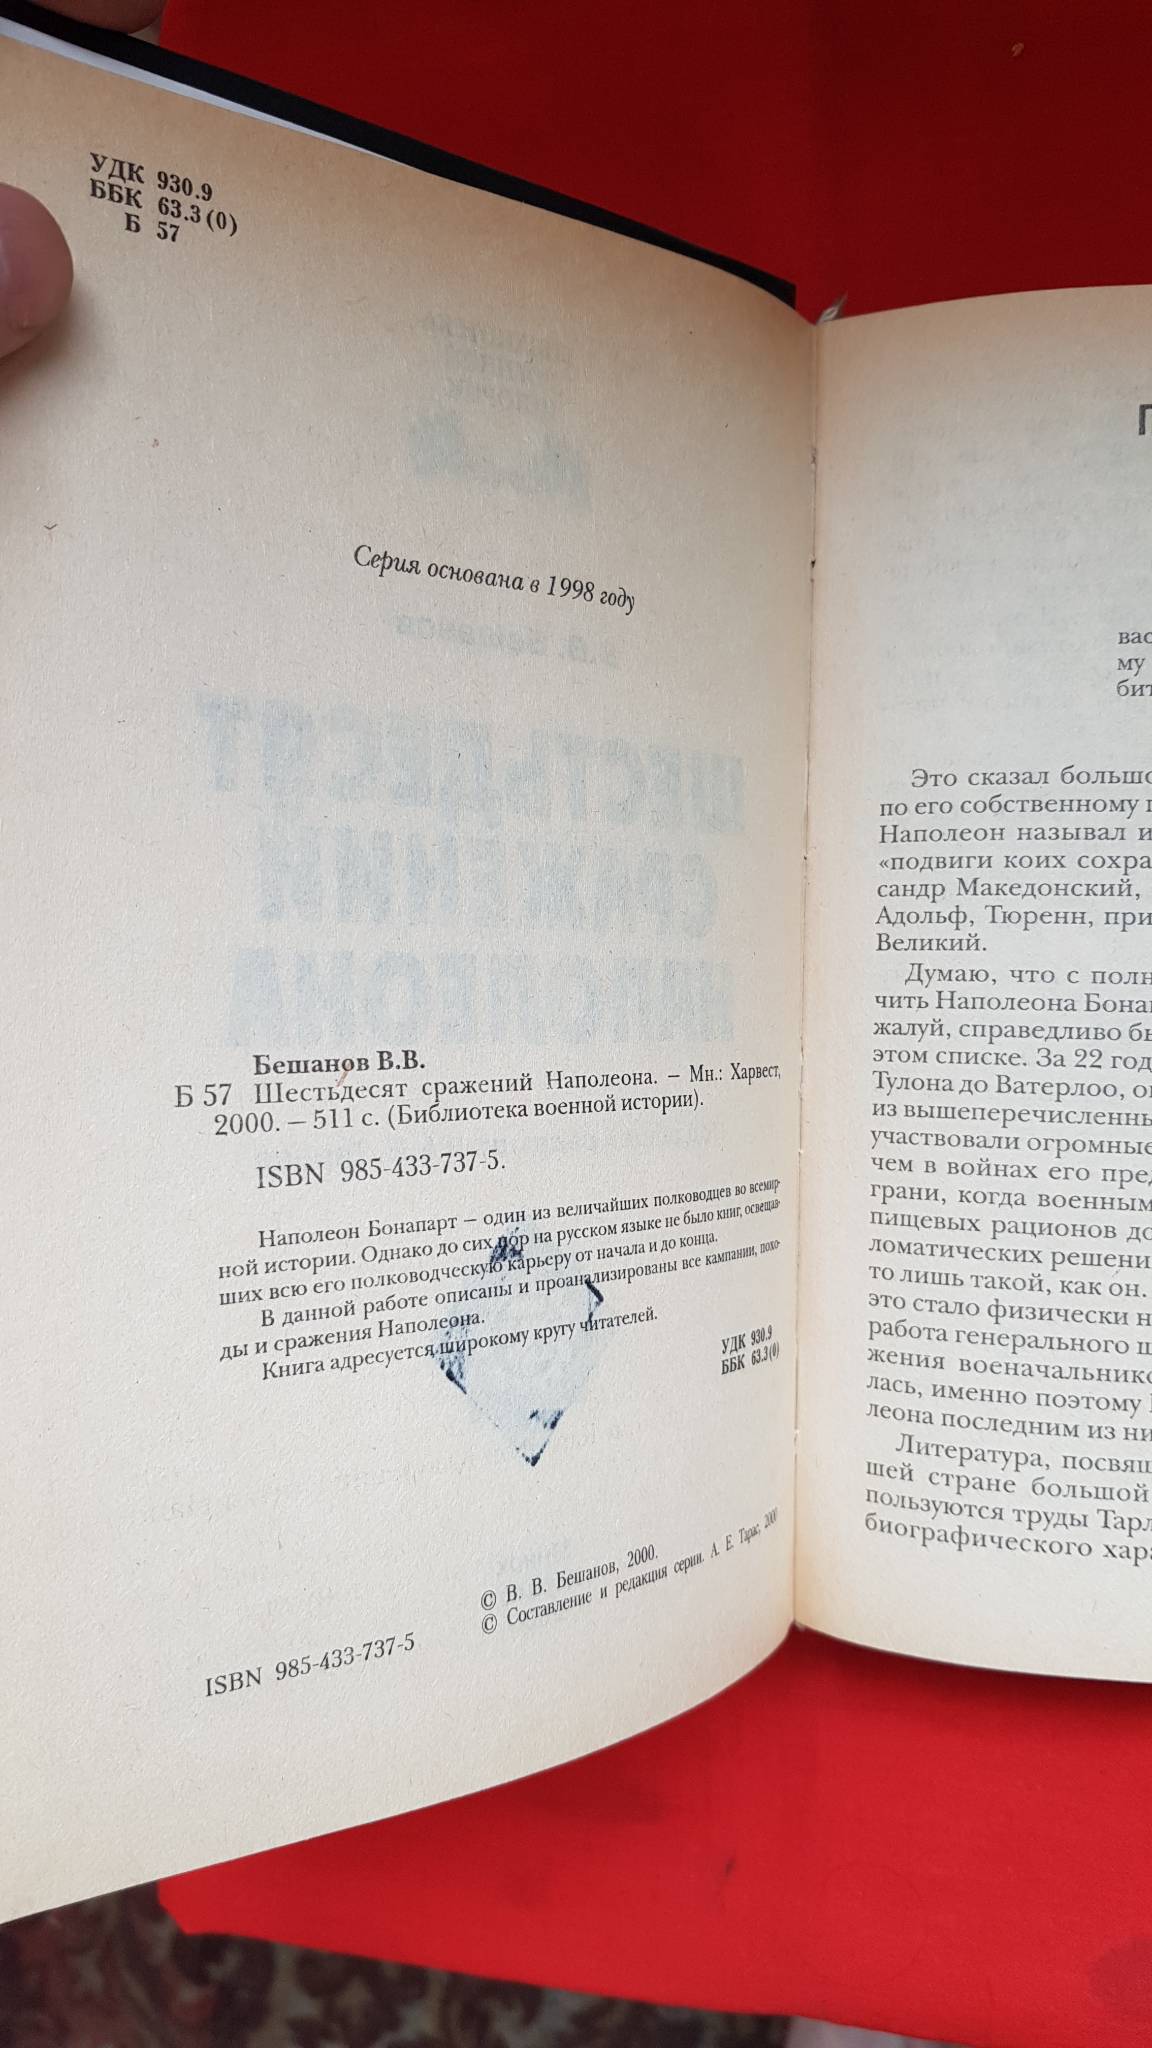 УДК 930.9
ББК 63.3(0)
Б 57
Серия основана в 1998 году
Бешанов В.В.
Б 57 Шестьдесят сражений Наполеона. – Мн.: Харвест,
2000. – 511 с. (Библиотека военной истории).
ISBN 985-433-737-5.
Наполеон Бонапарт – один из величайших полководцев во всемир-
ной истории. Однако до сих пор на русском языке не было книг, освещав-
ших всю его полководческую карьеру от начала и до конца.
В данной работе описаны и проанализированы все кампании, похо-
ды и сражения Наполеона.
Книга адресуется широкому кругу читателей.
УДК 930.9
ББК 63.3(0)
© В. В. Бешанов, 2000.
© Составление и редакция серии. А. Е. Тарас, 2000
ISBN 985-433-737-5
П
вас
му
бит
Это сказал большо
по его собственному п
Наполеон называл и
«подвиги коих сохра
сандр Македонский,
Адольф, Тюренн, при
Великий.
Думаю, что с полн
чить Наполеона Бона
жалуй, справедливо бы
этом списке. За 22 год
Тулона до Ватерлоо, о
из вышеперечисленны
участвовали огромные
чем в войнах его пред
грани, когда военным
пищевых рационов до
ломатических решени
то лишь такой, как он.
это стало физически н
работа генерального ш
жения военачальнико
лась, именно поэтому
леона последним из ни
Литература, посвящ
шей стране большой
пользуются труды Тарл
биографического хара